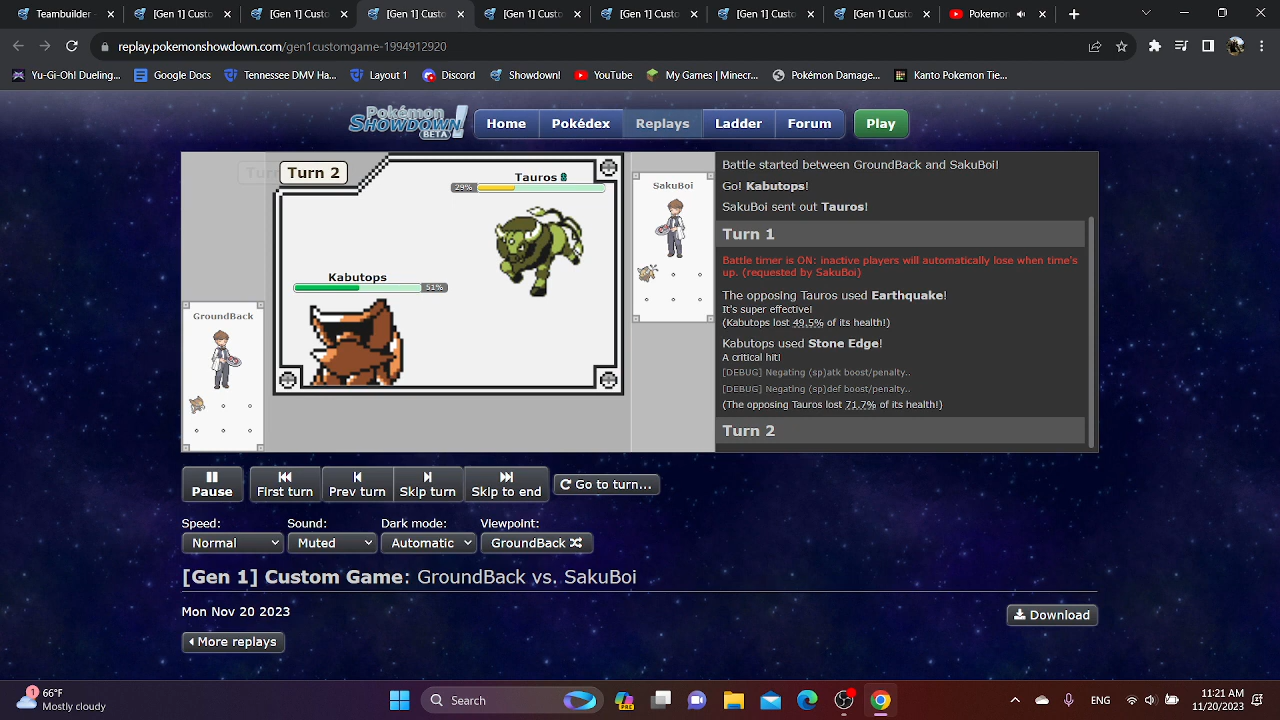 Teambuilder
[Gen 1] Custo
[Gen 1] Custo
[Gen 1] Custo
[Gen 1] Custo
[Gen 1] Custo
[Gen 1] Custo
[Gen 1] Custo
Pokemon
replay.pokemonshowdown.com/gen1customgame-1994912920
Yu-Gi-Oh! Dueling...
Google Docs
Tennessee DMV Ha...
Layout 1
Discord
Showdown!
YouTube
My Games | Minecr...
Pokémon Damage...
Kanto Pokemon Tie...
Pokémon
SHOWDOWN!
BETA
Home
Pokédex
Replays
Ladder
Forum
Play
Turn 2
Tauros
29%
Kabutops
51%
SakuBoi
GroundBack
Battle started between GroundBack and SakuBoi!
Go! Kabutops!
SakuBoi sent out Tauros!
Turn 1
Battle timer is ON: inactive players will automatically lose when time's
up. (requested by SakuBoi)
The opposing Tauros used Earthquake!
It's super effective!
(Kabutops lost 49.5% of its health!)
Kabutops used Stone Edge!
A critical hit!
[DEBUG] Negating (sp)atk boost/penalty..
[DEBUG] Negating (sp)def boost/penalty..
(The opposing Tauros lost 71.7% of its health!)
Turn 2
Pause
First turn
Prev turn
Skip turn
Skip to end
Go to turn...
Speed:
Sound:
Dark mode:
Viewpoint:
Normal
Muted
Automatic
GroundBack
[Gen 1] Custom Game: GroundBack vs. SakuBoi
Mon Nov 20 2023
Download
More replays
1
66°F
Mostly cloudy
Search
PRE
ENG
11:21 AM
11/20/2023